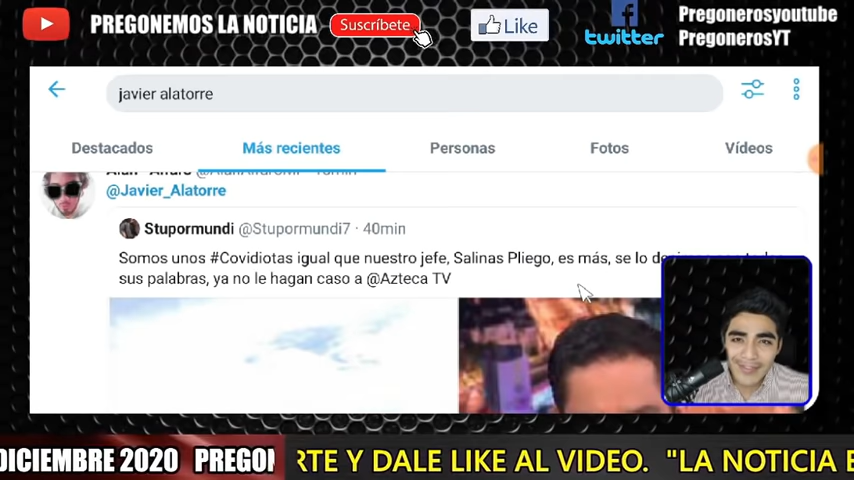 PREGONEMOS LA NOTICIA
Suscríbete
Like
twitter
Pregonerosyoutube
PregonerosYT
javier alatorre
Destacados Más recientes Personas Fotos Vídeos
@Javier_Alatorre
Stupormundi @Stupormundi7 · 40min
Somos unos #Covidiotas igual que nuestro jefe, Salinas Pliego, es más, se lo
sus palabras, ya no le hagan caso a @Azteca TV
DICIEMBRE 2020 PREGON
RTE Y DALE LIKE AL VIDEO. "LA NOTICIA E